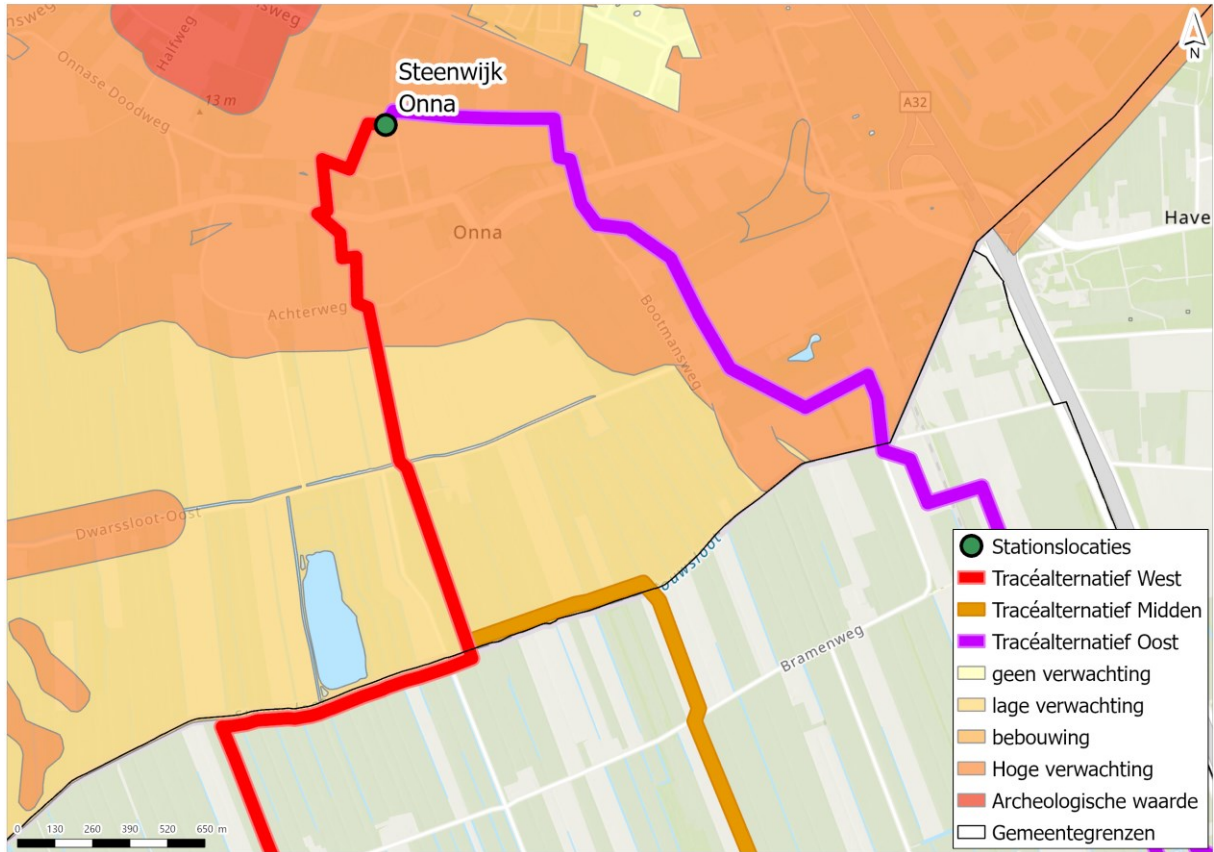 Halfweg
Onnase Doodweg
13 m
Steenwijk
Onna
A32
N
Have
Onna
Achterweg
Bootmansweg
Dwarssloot-Oost
Bramenweg
Stationslocaties
Tracéalternatief West
Tracéalternatief Midden
Tracéalternatief Oost
geen verwachting
lage verwachting
bebouwing
Hoge verwachting
Archeologische waarde
Gemeentegrenzen
0 130 260 390 520 650 m